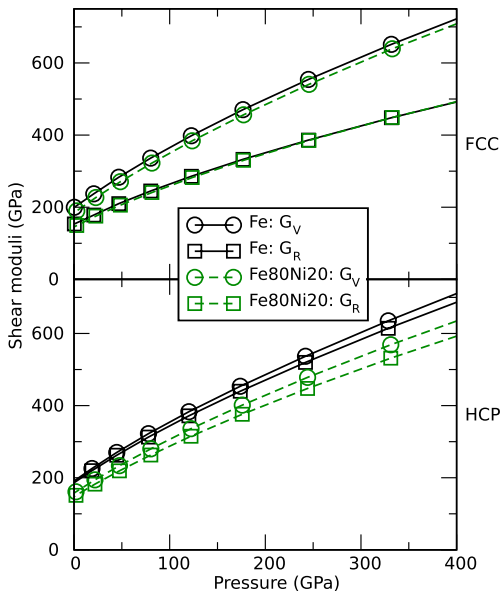 600
400
200
0
FCC
Shear moduli (GPa)
Fe: G_V
Fe: G_R
Fe80Ni20: G_V
Fe80Ni20: G_R
600
400
200
0
HCP
0 100 200 300 400
Pressure (GPa)